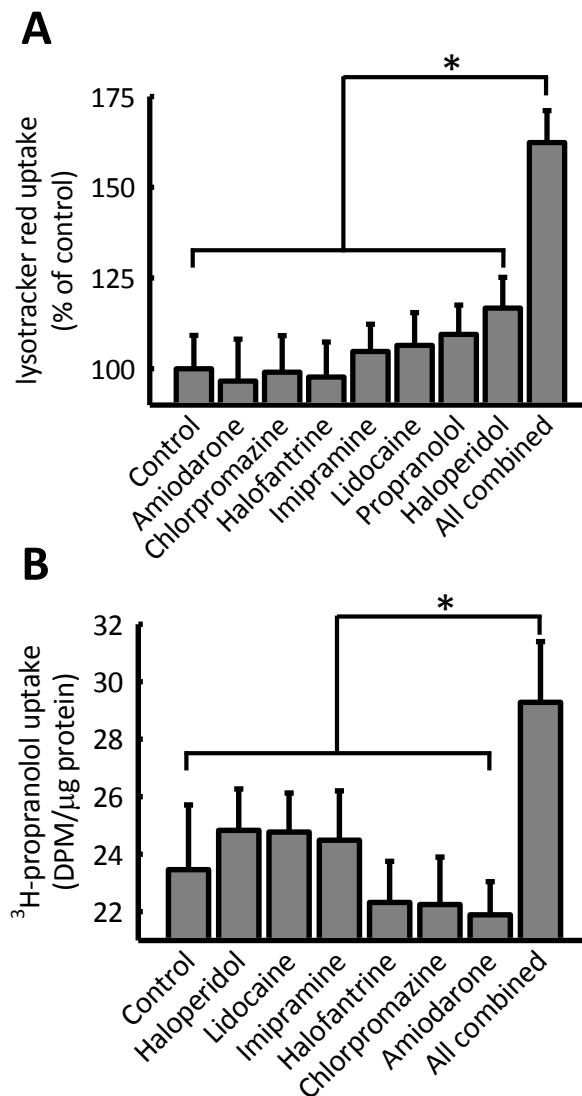 A
*
lysotracker red uptake
(% of control)
175
150
125
100
Control
Amiodarone
Chlorpromazine
Halofantrine
Imipramine
Lidocaine
Propranolol
Haloperidol
All combined
B
*
³H-propranolol uptake
(DPM/µg protein)
32
30
28
26
24
22
Control
Haloperidol
Lidocaine
Imipramine
Halofantrine
Chlorpromazine
Amiodarone
All combined